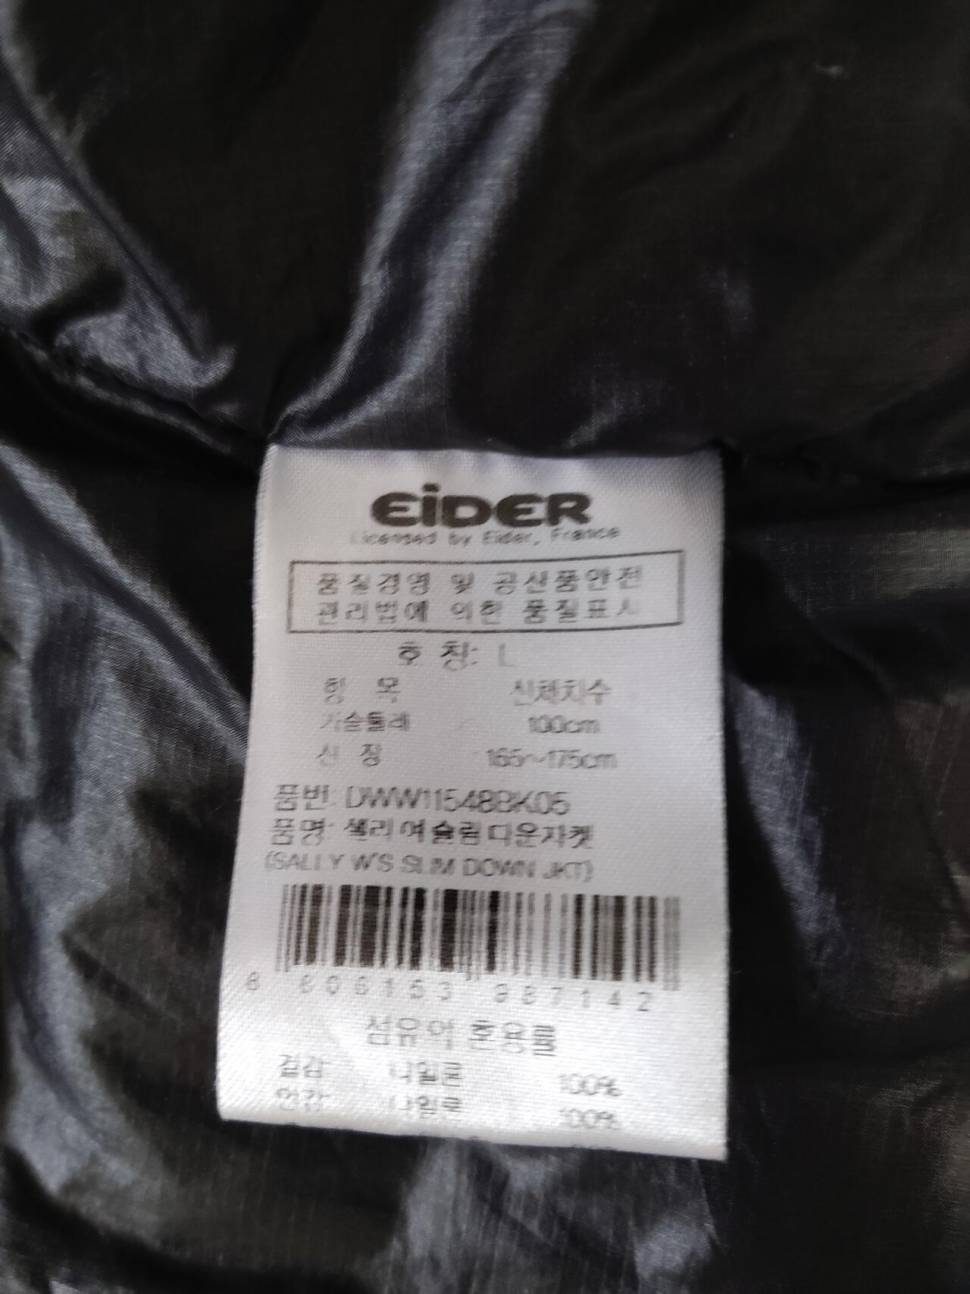 EiDER
Licensed by Eider, France
품질경영 및 공산품안전
관리법에 의한 품질표시
호 칭: L
항 목 신체치수
가슴둘레 100cm
신 장 165~175cm
품번: DWW11548BK05
품명: 샐리 여 슬림다운자켓
(SALLY W'S SLIM DOWN JKT)
8 806153 987142
섬유의 혼용률
겉감 나일론 100%
안감 나일론 100%